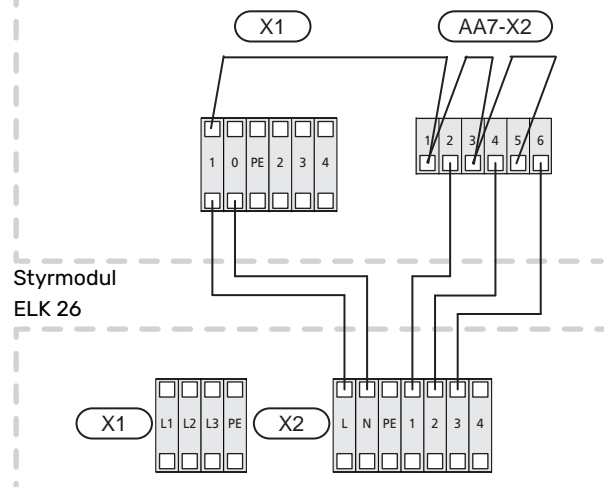 X1
AA7-X2
1 0 PE 2 3 4
1 2 3 4 5 6
Styrmodul
ELK 26
X1
L1 L2 L3 PE
X2
L N PE 1 2 3 4